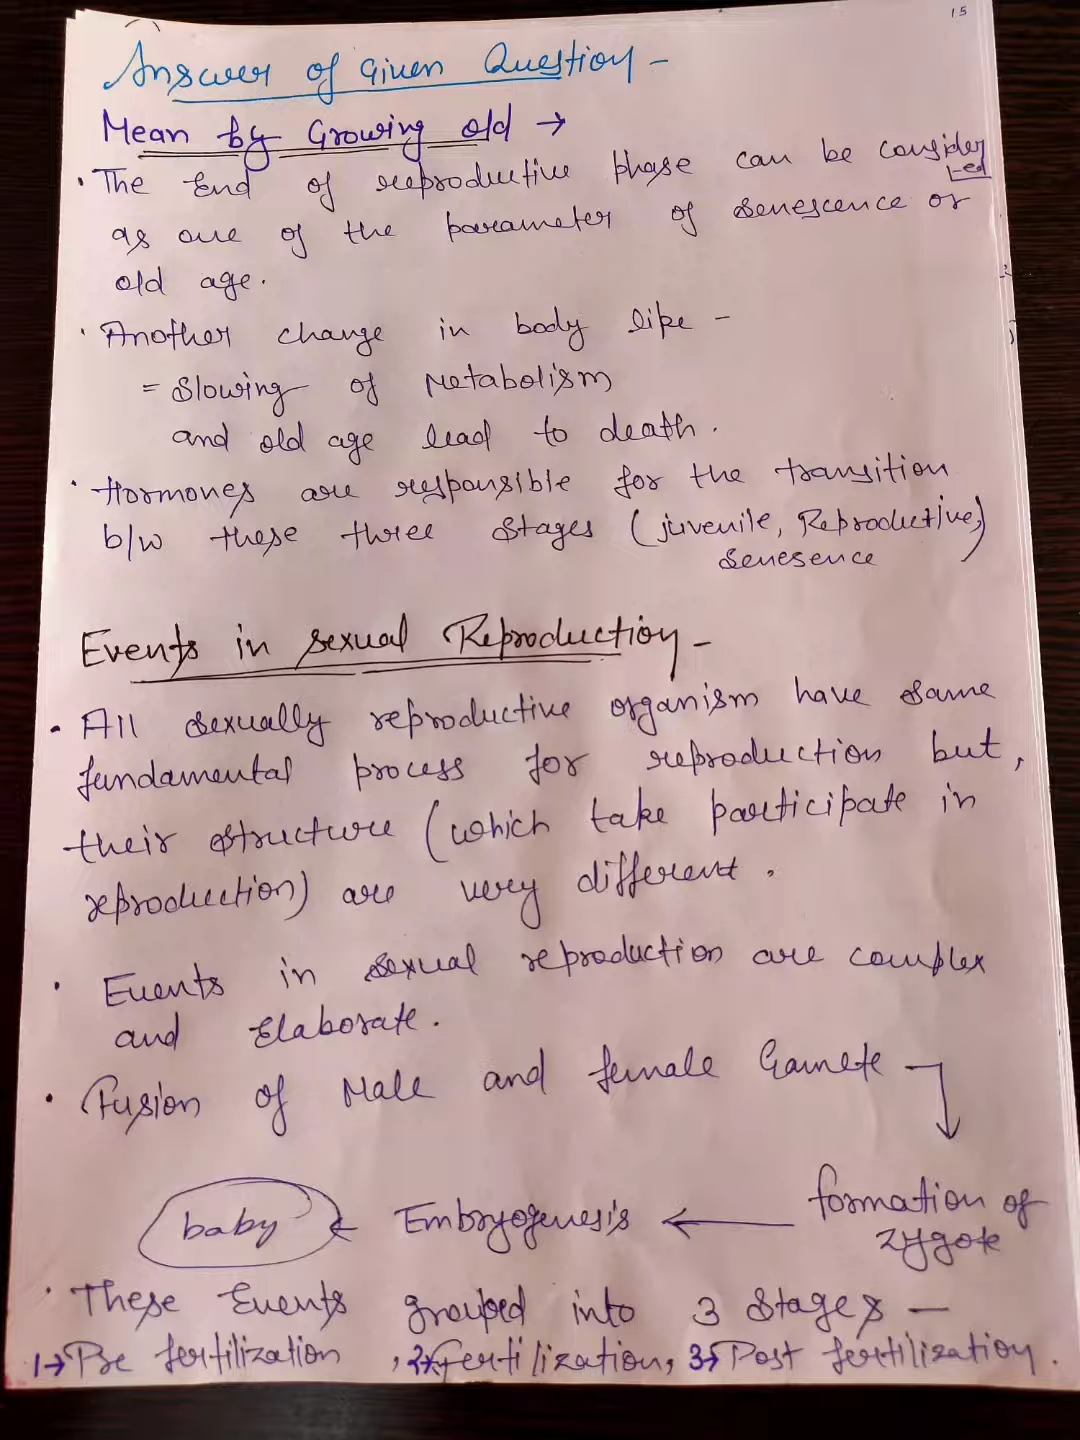 15
Answer of Given Question -
Mean by Growing old →
• The End of reproductive phase can be consider
-ed
as one of the parameter of senescence or
old age.
• Another change in body like -
= Slowing of Metabolism
and old age lead to death.
• Hormones are responsible for the transition
b/w these three stages (juvenile, Reproductive,
senesence)
Events in sexual Reproduction -
• All sexually reproductive organism have same
fundamental process for reproduction but,
their structure (which take participate in
reproduction) are very different.
• Events in sexual reproduction are complex
and Elaborate.
• Fusion of Male and female Gamete
formation of
zygote
← Embryogenesis ←
baby
• These Events grouped into 3 stages —
1→ Pre fertilization, 2→ fertilization, 3→ Post fertilization.